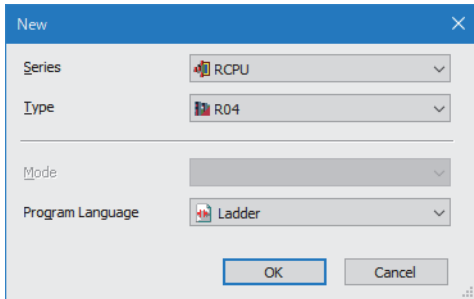 New
Series
RCPU
Type
R04
Mode
Program Language
Ladder
OK
Cancel